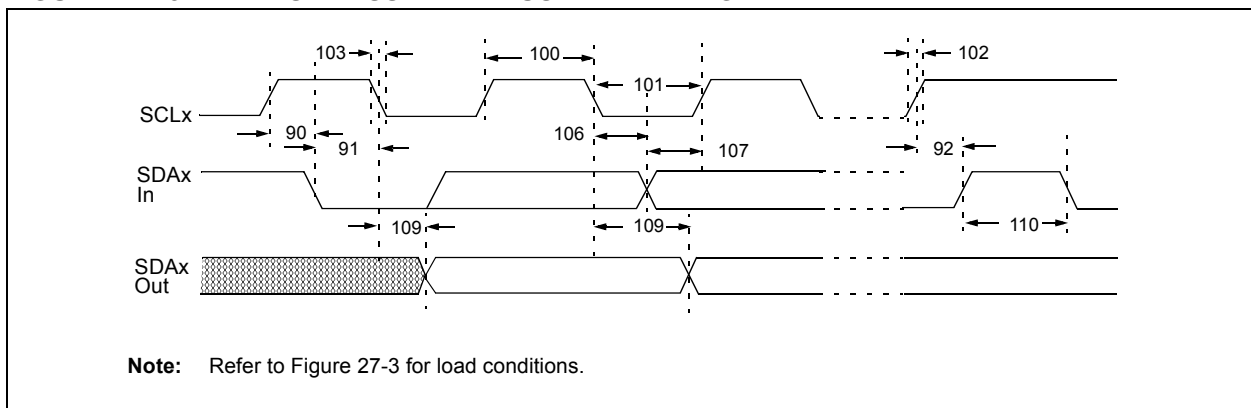 103
100
102
101
SCLx
90
106
91
107
92
SDAx
In
109
109
110
SDAx
Out
Note: Refer to Figure 27-3 for load conditions.